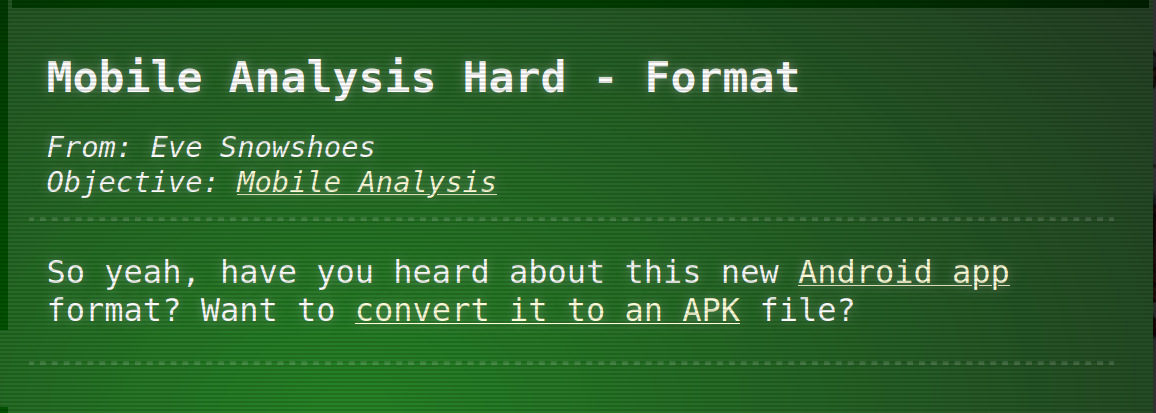 Mobile Analysis Hard - Format
From: Eve Snowshoes
Objective: Mobile Analysis
So yeah, have you heard about this new Android app
format? Want to convert it to an APK file?